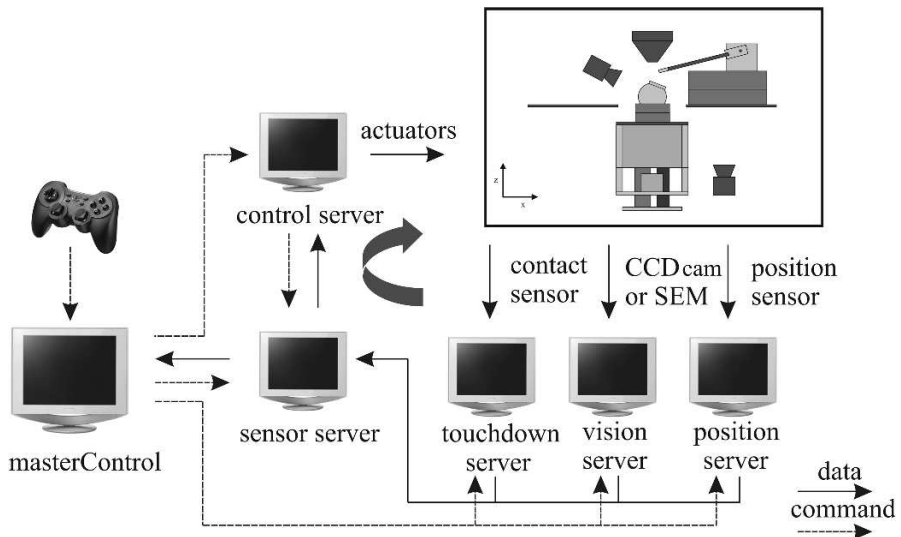 actuators
z
x
control server
contact
sensor
CCD cam
or SEM
position
sensor
masterControl
sensor server
touchdown
server
vision
server
position
server
data
command